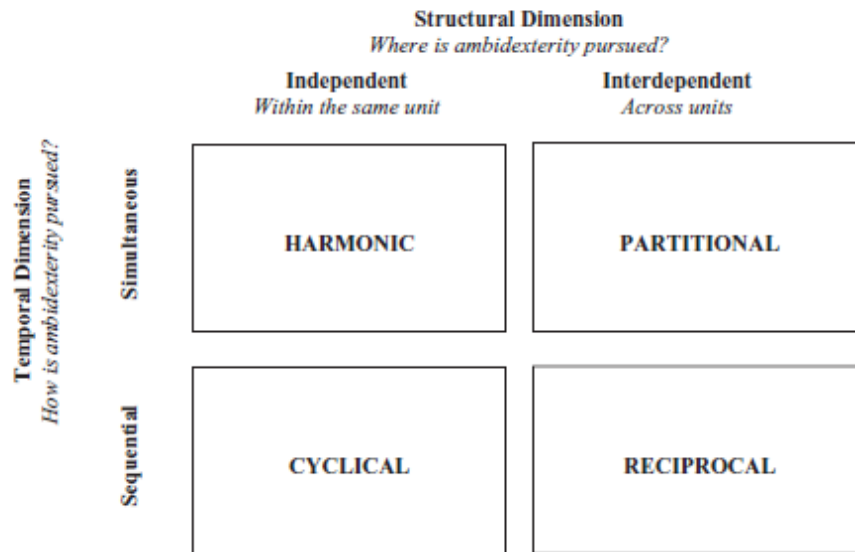 Structural Dimension
Where is ambidexterity pursued?
Independent
Within the same unit
Interdependent
Across units
Temporal Dimension
How is ambidexterity pursued?
Simultaneous
HARMONIC
PARTITIONAL
Sequential
CYCLICAL
RECIPROCAL